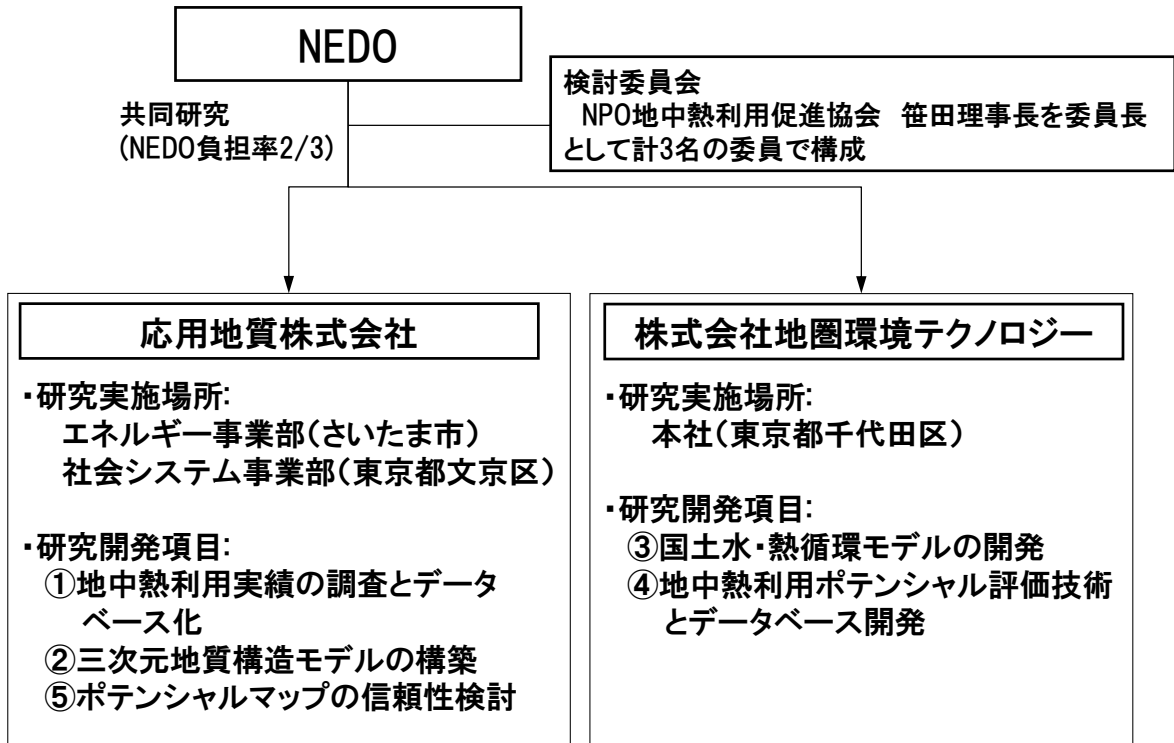 NEDO
共同研究
(NEDO負担率2/3)
検討委員会
NPO地中熱利用促進協会　笹田理事長を委員長
として計3名の委員で構成
応用地質株式会社
・研究実施場所:
エネルギー事業部(さいたま市)
社会システム事業部(東京都文京区)
・研究開発項目:
①地中熱利用実績の調査とデータ
ベース化
②三次元地質構造モデルの構築
⑤ポテンシャルマップの信頼性検討
株式会社地圏環境テクノロジー
・研究実施場所:
本社(東京都千代田区)
・研究開発項目:
③国土水・熱循環モデルの開発
④地中熱利用ポテンシャル評価技術
とデータベース開発